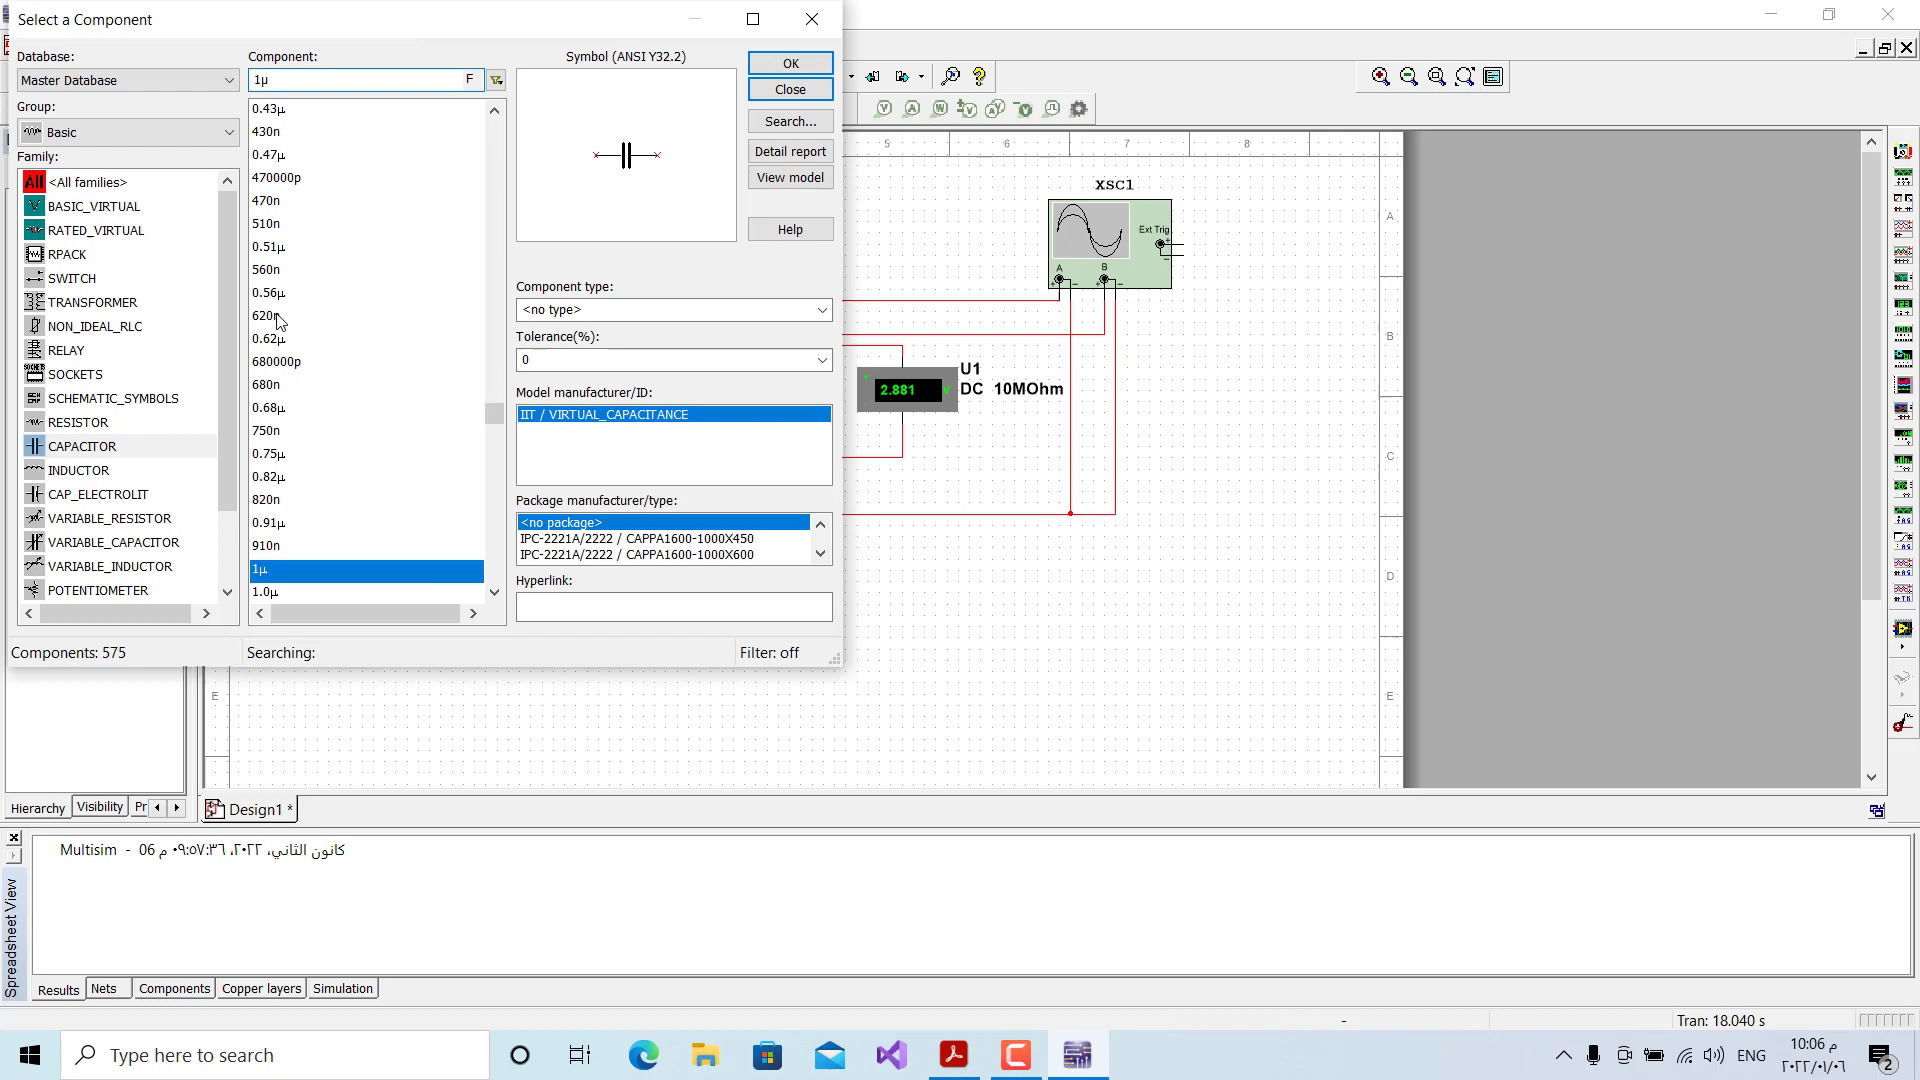 Select a Component
Database:
Master Database
Group:
Basic
Family:
All <All families>
BASIC_VIRTUAL
RATED_VIRTUAL
RPACK
SWITCH
TRANSFORMER
NON_IDEAL_RLC
RELAY
SOCKETS
SCHEMATIC_SYMBOLS
RESISTOR
CAPACITOR
INDUCTOR
CAP_ELECTROLIT
VARIABLE_RESISTOR
VARIABLE_CAPACITOR
VARIABLE_INDUCTOR
POTENTIOMETER
Component:
1µ F
0.43µ
430n
0.47µ
470000p
470n
510n
0.51µ
560n
0.56µ
620n
0.62µ
680000p
680n
0.68µ
750n
0.75µ
0.82µ
820n
0.91µ
910n
1µ
1.0µ
Symbol (ANSI Y32.2)
OK
Close
Search...
Detail report
View model
Help
Component type:
<no type>
Tolerance(%):
0
Model manufacturer/ID:
IIT / VIRTUAL_CAPACITANCE
Package manufacturer/type:
<no package>
IPC-2221A/2222 / CAPPA1600-1000X450
IPC-2221A/2222 / CAPPA1600-1000X600
Hyperlink:
Components: 575
Searching:
Filter: off
5 6 7 8
A
B
C
D
E
E
XSC1
Ext Trig
A B
U1
DC 10MOhm
2.881 V
Hierarchy
Visibility
Pr
Design1 *
Multisim - كانون الثاني، ٢٠٢٢، ٠٩:٥٧:٣٦ م 06
Spreadsheet View
Results
Nets
Components
Copper layers
Simulation
-
Tran: 18.040 s
Type here to search
ENG
10:06 م
٢٠٢٢/٠١/٠٦
2